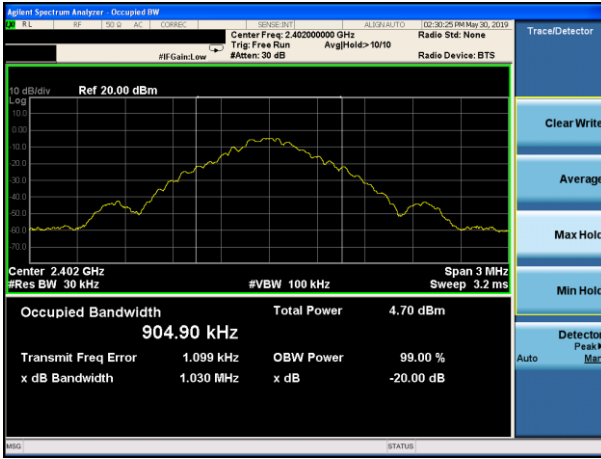 Agilent Spectrum Analyzer - Occupied BW
RL RF 50 Ω AC CORREC SENSE:INT ALIGNAUTO 02:30:25 PM May 30, 2019
Center Freq: 2.402000000 GHz Radio Std: None
Trig: Free Run Avg|Hold:>10/10
#IFGain:Low #Atten: 30 dB Radio Device: BTS
Trace/Detector
10 dB/div Ref 20.00 dBm
Log
10.0
0.00
-10.0
-20.0
-30.0
-40.0
-50.0
-60.0
-70.0
Center 2.402 GHz Span 3 MHz
#Res BW 30 kHz #VBW 100 kHz Sweep 3.2 ms
Occupied Bandwidth Total Power 4.70 dBm
904.90 kHz
Transmit Freq Error 1.099 kHz OBW Power 99.00 %
x dB Bandwidth 1.030 MHz x dB -20.00 dB
Clear Write
Average
Max Hold
Min Hold
Detector
Peak
Auto Man
MSG STATUS